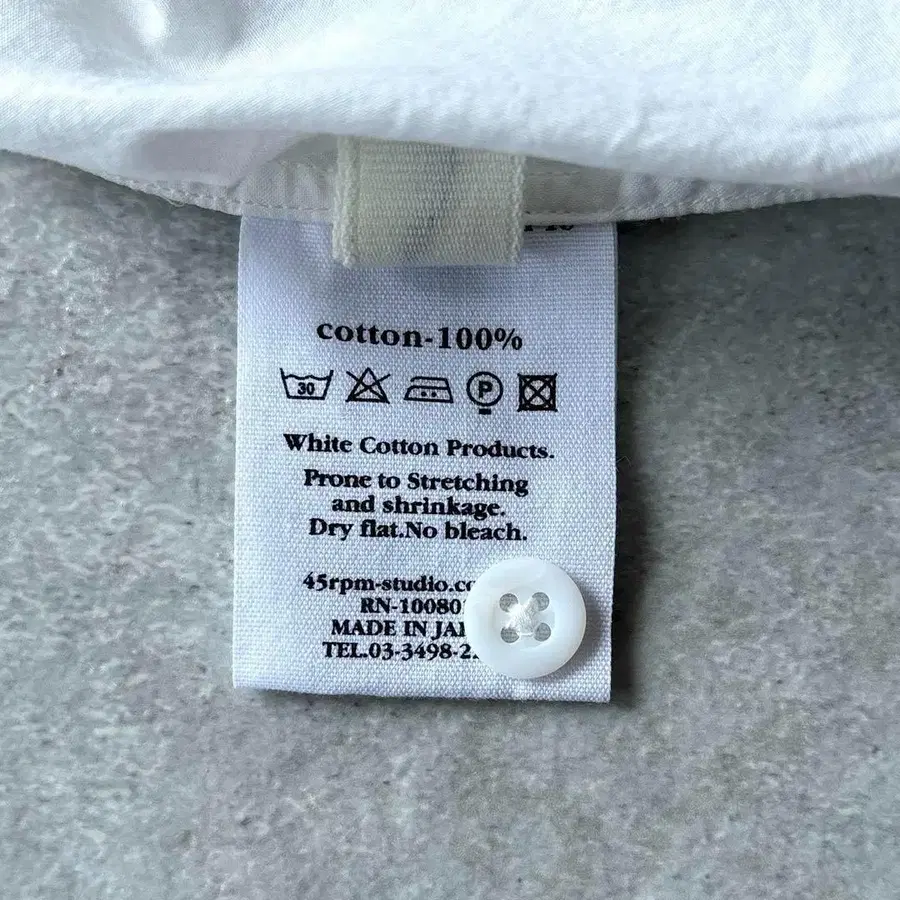 cotton-100%
30
P
White Cotton Products.
Prone to Stretching
and shrinkage.
Dry flat.No bleach.
45rpm-studio.co
RN-10080
MADE IN JA
TEL.03-3498-2